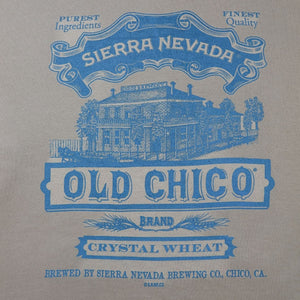 PUREST Ingredients
FINEST Quality
SIERRA NEVADA
OLD CHICO
BRAND
CRYSTAL WHEAT
BREWED BY SIERRA NEVADA BREWING CO., CHICO, CA.